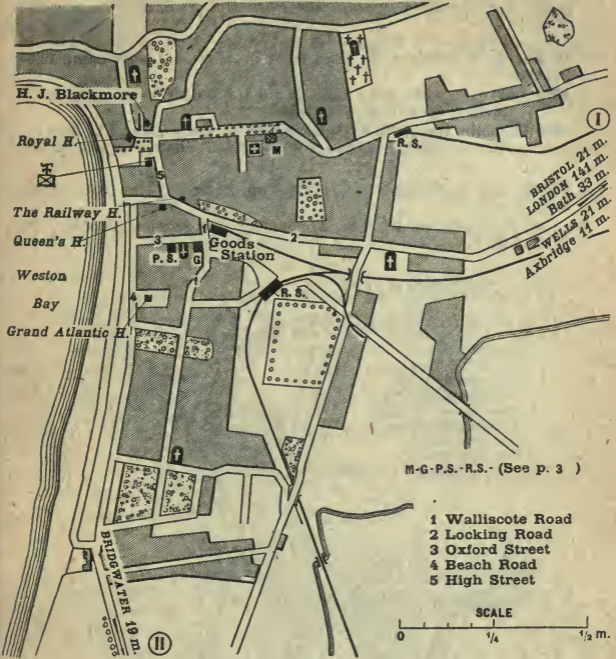 H. J. Blackmore
Royal H.
5
The Railway H.
Queen's H.
Weston
Bay
Grand Atlantic H.
1
3
P. S.
G
Goods
Station
2
R. S.
4
1
M
R. S.
I
BRISTOL 21 m.
LONDON 141 m.
Bath 33 m.
WELLS 21 m.
Axbridge 11 m.
M-G-P.S.-R.S.- (See p. 3 )
1 Walliscote Road
2 Locking Road
3 Oxford Street
4 Beach Road
5 High Street
BRIDGWATER 19 m.
II
SCALE
0 1/4 1/2 m.